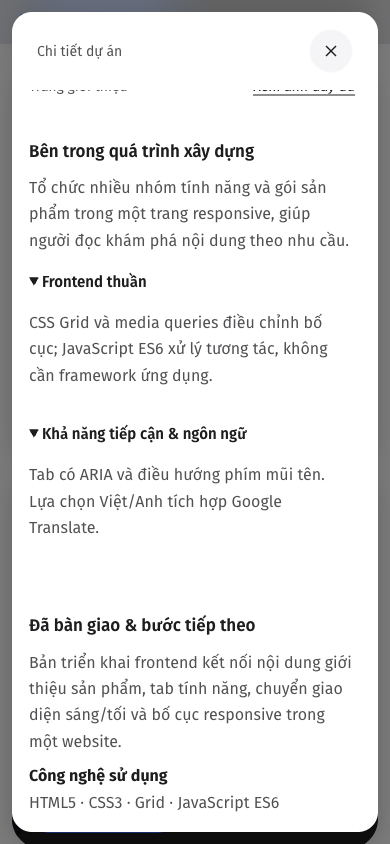 Chi tiết dự án
Bên trong quá trình xây dựng
Tổ chức nhiều nhóm tính năng và gói sản
phẩm trong một trang responsive, giúp
người đọc khám phá nội dung theo nhu cầu.
▼ Frontend thuần
CSS Grid và media queries điều chỉnh bố
cục; JavaScript ES6 xử lý tương tác, không
cần framework ứng dụng.
▼ Khả năng tiếp cận & ngôn ngữ
Tab có ARIA và điều hướng phím mũi tên.
Lựa chọn Việt/Anh tích hợp Google
Translate.
Đã bàn giao & bước tiếp theo
Bản triển khai frontend kết nối nội dung giới
thiệu sản phẩm, tab tính năng, chuyển giao
diện sáng/tối và bố cục responsive trong
một website.
Công nghệ sử dụng
HTML5 · CSS3 · Grid · JavaScript ES6